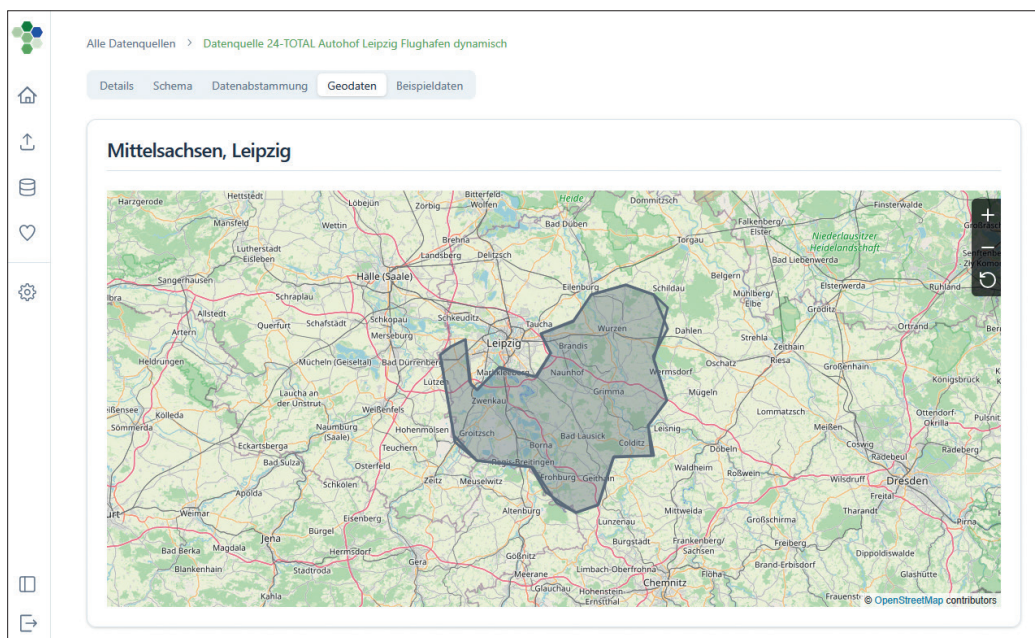 Alle Datenquellen > Datenquelle 24-TOTAL Autohof Leipzig Flughafen dynamisch
Details Schema Datenabstammung Geodaten Beispieldaten
Mittelsachsen, Leipzig
Harzgerode
Hettstedt
Löbejün
Zörbig
Bitterfeld-
Wolfen
Heide
Dommitzsch
Finsterwalde
Mansfeld
Wettin
Bad Düben
Falkenberg/
Elster
Niederlausitzer
Heidelandschaft
Lutherstadt
Eisleben
Brehna
Landsberg
Delitzsch
Torgau
Bad Liebenwerda
Sangerhausen
Halle (Saale)
Belgern
Elsterwerda
Ruhland
Schraplau
Eilenburg
Schildau
Mühlberg/
Elbe
Gröditz
Allstedt
Querfurt
Schafstädt
Schkopau
Schkeuditz
Taucha
Wurzen
Dahlen
Ortrand
Artern
Merseburg
Leipzig
Brandis
Strehla
Zeithain
Riesa
Heldrungen
Mücheln (Geiseltal)
Bad Dürrenberg
Oschatz
Großenhain
Lützen
Markkleeberg
Naunhof
Wermsdorf
Königsbrück
Laucha an
der Unstrut
Zwenkau
Grimma
Mügeln
Kölleda
Weißenfels
Lommatzsch
Ottendorf-
Okrilla
Pulsnit
Sömmerda
Naumburg
(Saale)
Hohenmölsen
Groitzsch
Bad Lausick
Colditz
Leisnig
Meißen
Eckartsberga
Teuchern
Borna
Döbeln
Coswig
Radebeul
Radeberg
Bad Sulza
Osterfeld
Regis-Breitingen
Waldheim
Roßwein
Wilsdruff
Dresden
Schkölen
Zeitz
Meuselwitz
Frohburg
Geithain
Freital
Apolda
Weimar
Eisenberg
Altenburg
Lunzenau
Mittweida
Großschirma
Tharandt
Pirna
Jena
Bürgel
Burgstädt
Frankenberg/
Sachsen
Freiberg
Bad Berka
Magdala
Hermsdorf
Gößnitz
Dippoldiswalde
Blankenhain
Stadtroda
Gera
Meerane
Limbach-Oberfrohna
Flöha
Brand-Erbisdorf
Glashütte
Kahla
Glauchau
Hohenstein-
Ernstthal
Chemnitz
Frauenst
© OpenStreetMap contributors